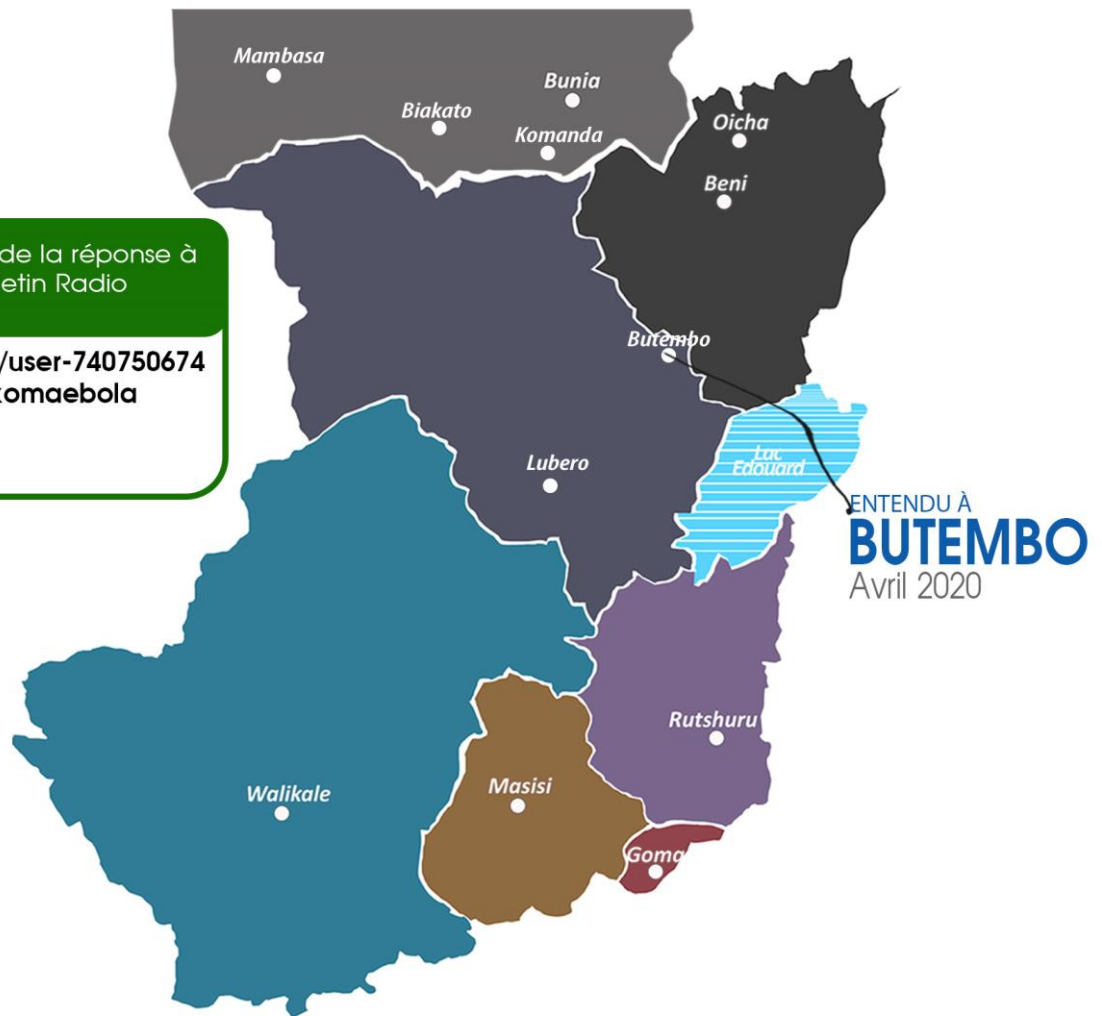 Mambasa
Bunia
Biakato
Komanda
Oicha
Beni
de la réponse à
etin Radio
/user-740750674
omaebola
Butembo
Lubero
Lac
Edouard
ENTENDU À
BUTEMBO
Avril 2020
Rutshuru
Walikale
Masisi
Goma